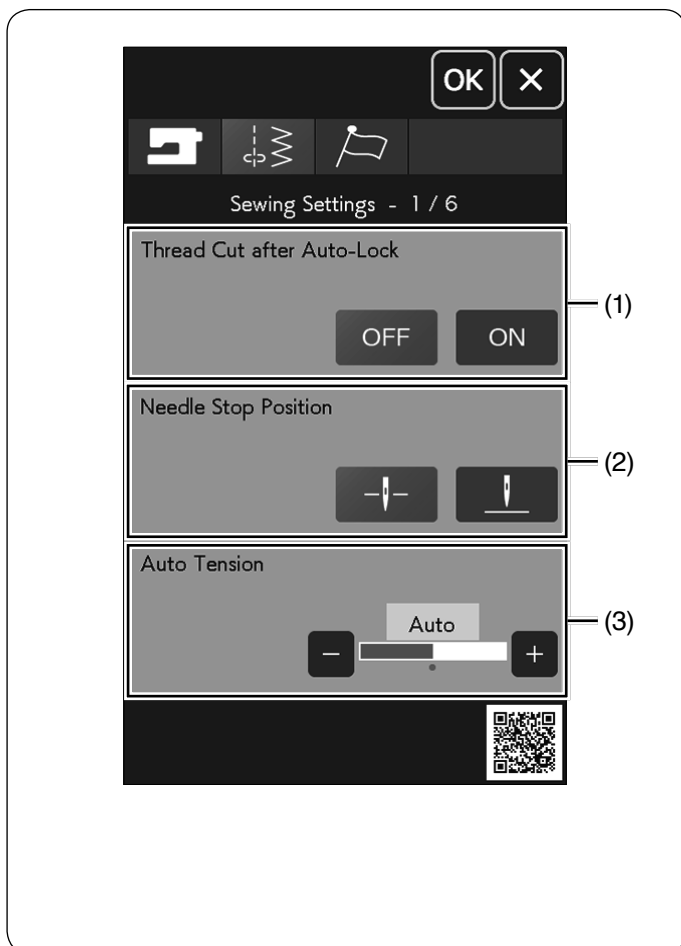 OK
Sewing Settings - 1 / 6
Thread Cut after Auto-Lock
(1)
OFF ON
Needle Stop Position
(2)
Auto Tension
Auto
(3)
- +